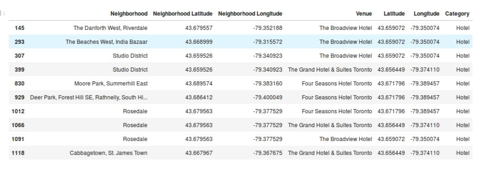 Neighborhood Neighborhood Latitude Neighborhood Longitude Venue Latitude Longitude Category
145 The Danforth West, Riverdale 43.679557 -79.352188 The Broadview Hotel 43.659072 -79.350074 Hotel
293 The Beaches West, India Bazaar 43.668999 -79.315572 The Broadview Hotel 43.659072 -79.350074 Hotel
307 Studio District 43.659526 -79.340923 The Broadview Hotel 43.659072 -79.350074 Hotel
399 Studio District 43.659526 -79.340923 The Grand Hotel & Suites Toronto 43.656449 -79.374110 Hotel
830 Moore Park, Summerhill East 43.689574 -79.383160 Four Seasons Hotel Toronto 43.671796 -79.389457 Hotel
929 Deer Park, Forest Hill SE, Rathnelly, South Hi... 43.686412 -79.400049 Four Seasons Hotel Toronto 43.671796 -79.389457 Hotel
1012 Rosedale 43.679563 -79.377529 Four Seasons Hotel Toronto 43.671796 -79.389457 Hotel
1066 Rosedale 43.679563 -79.377529 The Grand Hotel & Suites Toronto 43.656449 -79.374110 Hotel
1091 Rosedale 43.679563 -79.377529 The Broadview Hotel 43.659072 -79.350074 Hotel
1118 Cabbagetown, St. James Town 43.667967 -79.367675 The Grand Hotel & Suites Toronto 43.656449 -79.374110 Hotel